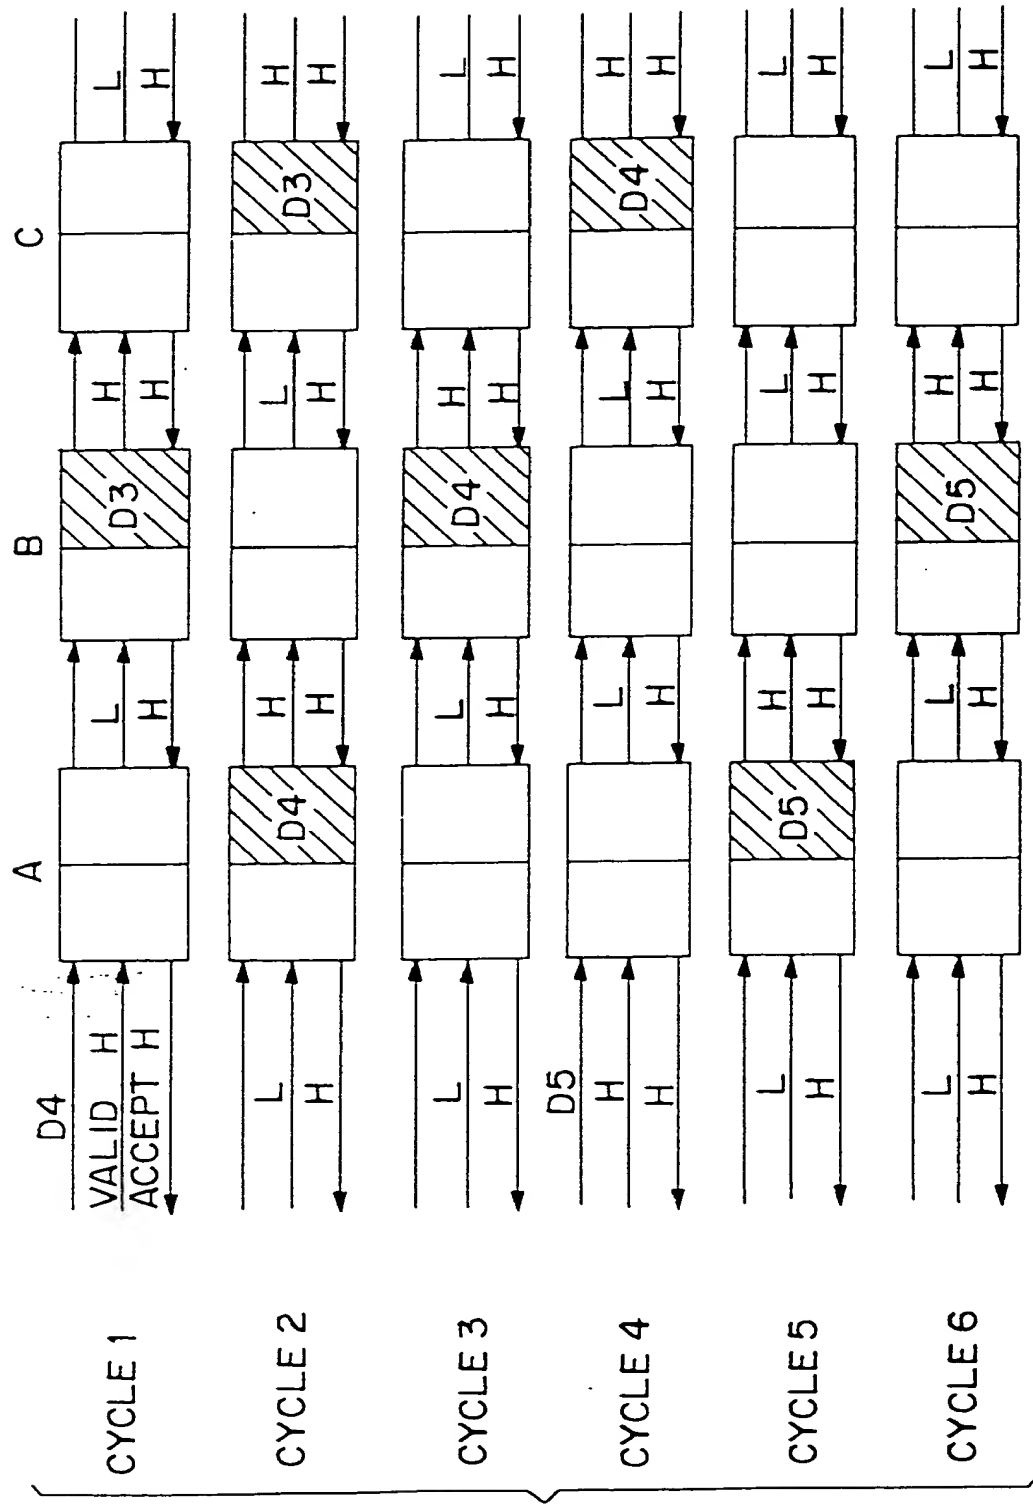 A B C
D4
VALID H L H L
CYCLE 1 D3
ACCEPT H H H H
L H L H
CYCLE 2 D4 D3
H H H H
L L H L
CYCLE 3 D4
H H H H
D5
H L L H
CYCLE 4 D4
H H H H
L H L L
CYCLE 5 D5
H H H H
L L H L
CYCLE 6 D5
H H H H